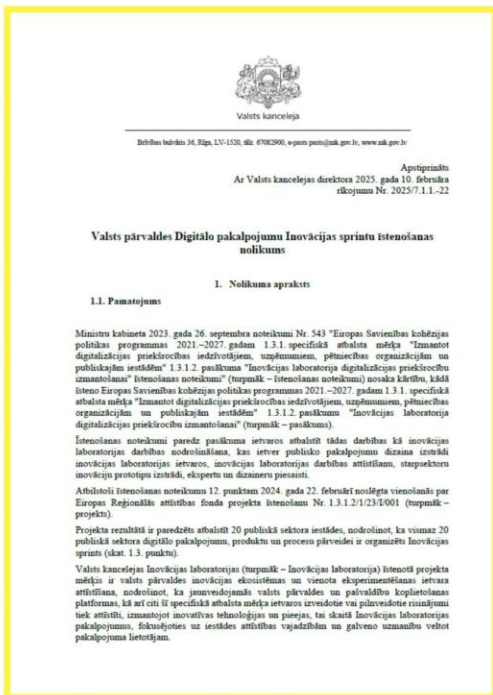 Valsts kanceleja
Brīvības bulvāris 36, Rīga, LV-1520, tālr. 67082900, e-pasts pasts@mk.gov.lv, www.mk.gov.lv
Apstiprināts
Ar Valsts kancelejas direktora 2025. gada 10. februāra
rīkojumu Nr. 2025/7.1.1.-22
Valsts pārvaldes Digitālo pakalpojumu Inovācijas sprintu īstenošanas
nolikums
1. Nolikuma apraksts
1.1. Pamatojums
Ministru kabineta 2023. gada 26. septembra noteikumi Nr. 543 "Eiropas Savienības kohēzijas
politikas programmas 2021.–2027. gadam 1.3.1. specifiskā atbalsta mērķa "Izmantot
digitalizācijas priekšrocības iedzīvotājiem, uzņēmumiem, pētniecības organizācijām un
publiskajām iestādēm" 1.3.1.2. pasākuma "Inovācijas laboratorija digitalizācijas priekšrocību
izmantošanai" īstenošanas noteikumi" (turpmāk – īstenošanas noteikumi) nosaka kārtību, kādā
īsteno Eiropas Savienības kohēzijas politikas programmas 2021.–2027. gadam 1.3.1. specifiskā
atbalsta mērķa "Izmantot digitalizācijas priekšrocības iedzīvotājiem, uzņēmumiem, pētniecības
organizācijām un publiskajām iestādēm" 1.3.1.2. pasākumu "Inovācijas laboratorija
digitalizācijas priekšrocību izmantošanai" (turpmāk – pasākums).
Īstenošanas noteikumi paredz pasākuma ietvaros atbalstīt tādas darbības kā inovācijas
laboratorijas darbības nodrošināšana, kas ietver publisko pakalpojumu dizaina izstrādi
inovācijas laboratorijas ietvaros, inovācijas laboratorijas darbības attīstīšanu, starpsektoru
inovāciju prototipu izstrādi, ekspertu un dizaineru piesaisti.
Atbilstoši īstenošanas noteikumu 12. punktam 2024. gada 22. februārī noslēgta vienošanās par
Eiropas Reģionālās attīstības fonda projekta īstenošanu Nr. 1.3.1.2/1/23/I/001 (turpmāk –
projekts).
Projekta rezultātā ir paredzēts atbalstīt 20 publiskā sektora iestādes, nodrošinot, ka vismaz 20
publiskā sektora digitālo pakalpojumu, produktu un procesu pārveidei ir organizēts Inovācijas
sprints (skat. 1.3. punktu).
Valsts kancelejas Inovācijas laboratorijas (turpmāk – Inovācijas laboratorija) īstenotā projekta
mērķis ir valsts pārvaldes inovācijas ekosistēmas un vienota eksperimentēšanas ietvara
attīstīšana, nodrošinot, ka jaunveidojamās valsts pārvaldes un pašvaldību koplietošanas
platformas, kā arī citi šī specifiskā atbalsta mērķa ietvaros izveidotie vai pilnveidotie risinājumi
tiek attīstīti, izmantojot inovatīvas tehnoloģijas un pieejas, tai skaitā Inovācijas laboratorijas
pakalpojumus, fokusējoties uz iestādes attīstības vajadzībām un galveno uzmanību veltot
pakalpojuma lietotājam.